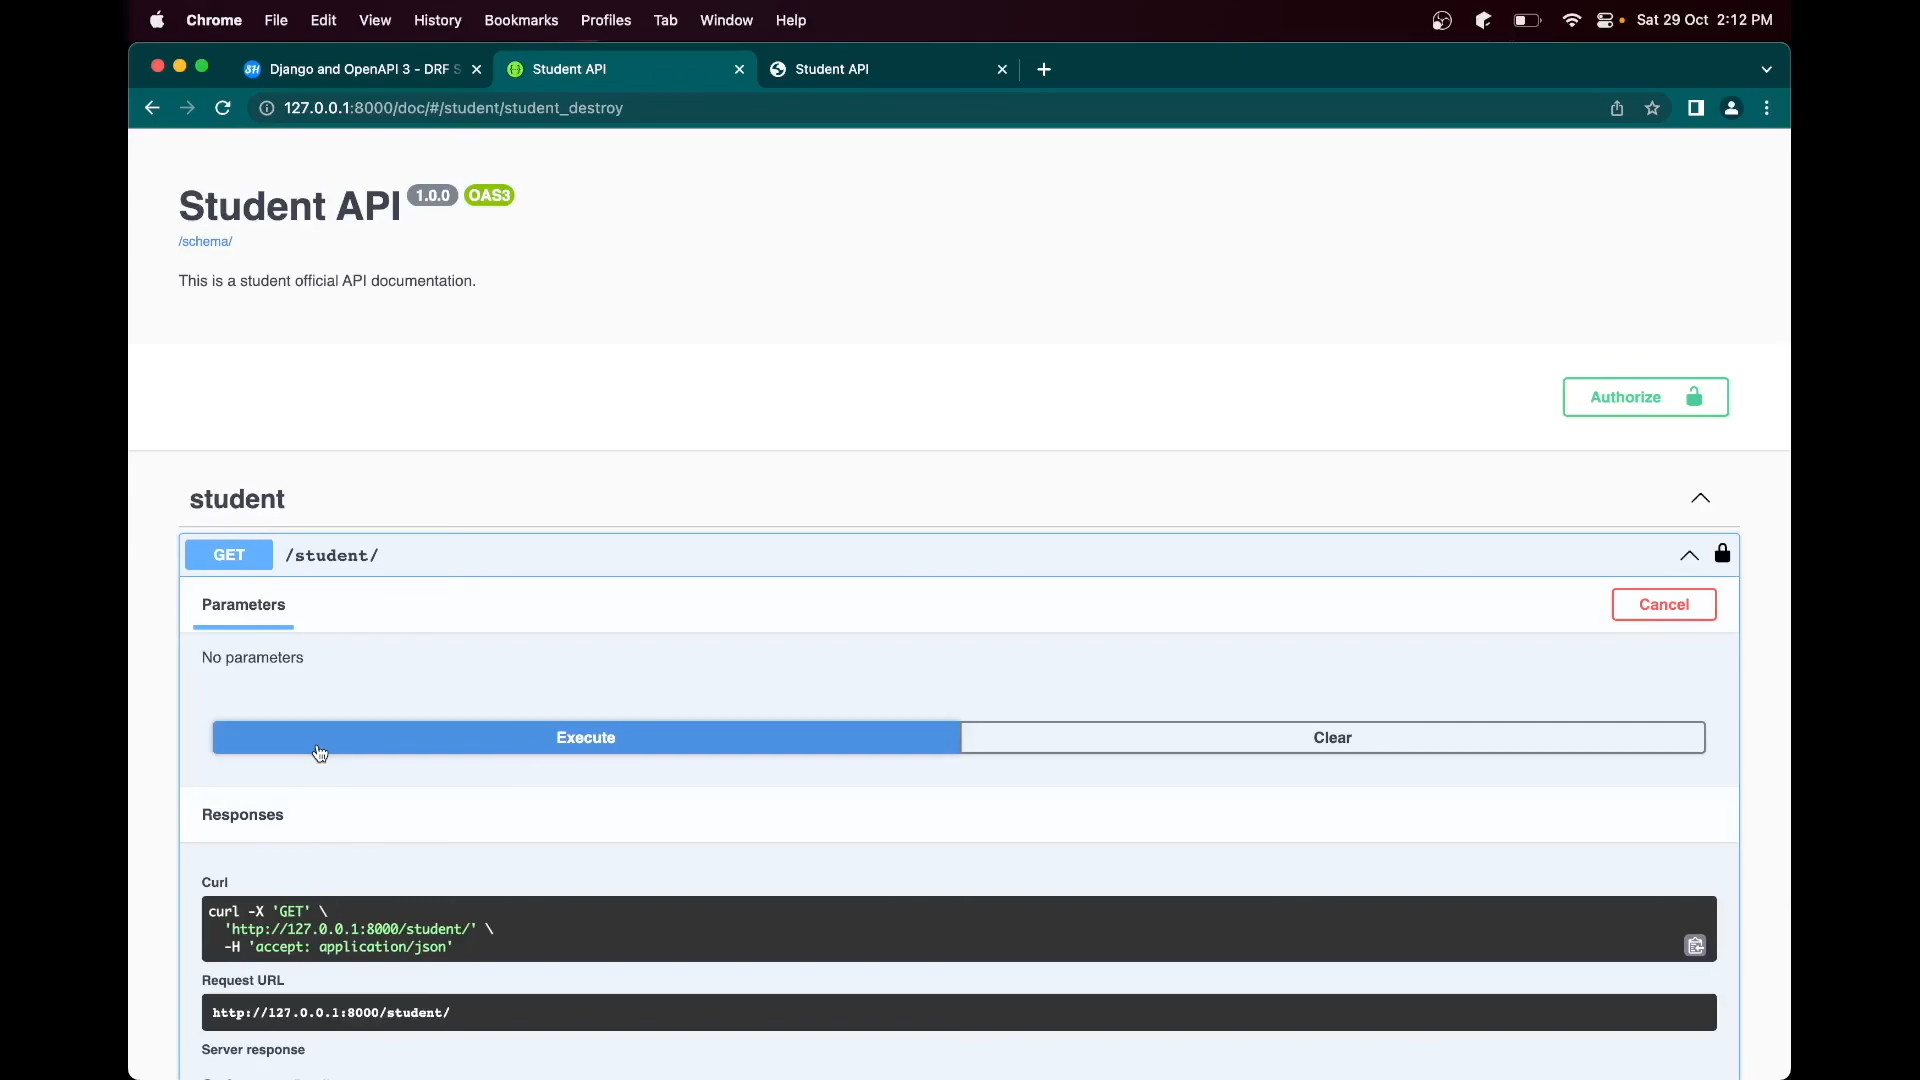 Chrome File Edit View History Bookmarks Profiles Tab Window Help Sat 29 Oct 2:12 PM
Django and OpenAPI 3 - DRF S Student API Student API
127.0.0.1:8000/doc/#/student/student_destroy
Student API 1.0.0 OAS3
/schema/
This is a student official API documentation.
Authorize
student
GET /student/
Parameters
Cancel
No parameters
Execute Clear
Responses
Curl
curl -X 'GET' \
'http://127.0.0.1:8000/student/' \
-H 'accept: application/json'
Request URL
http://127.0.0.1:8000/student/
Server response